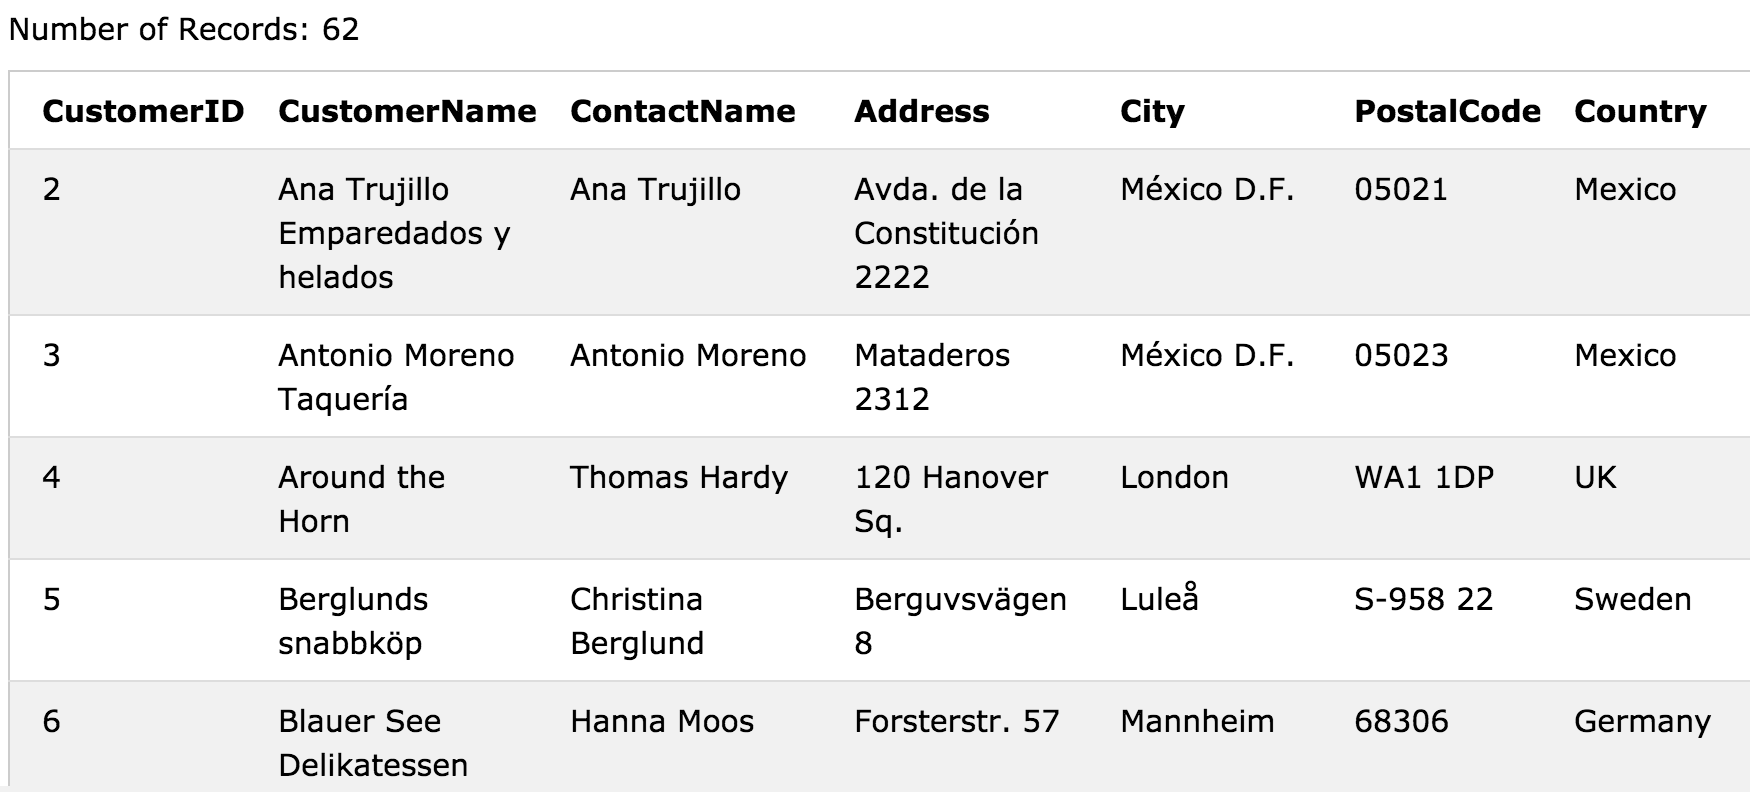 Number of Records: 62
CustomerID CustomerName ContactName Address City PostalCode Country
2 Ana Trujillo Ana Trujillo Avda. de la México D.F. 05021 Mexico
Emparedados y Constitución
helados 2222
3 Antonio Moreno Antonio Moreno Mataderos México D.F. 05023 Mexico
Taquería 2312
4 Around the Thomas Hardy 120 Hanover London WA1 1DP UK
Horn Sq.
5 Berglunds Christina Berguvsvägen Luleå S-958 22 Sweden
snabbköp Berglund 8
6 Blauer See Hanna Moos Forsterstr. 57 Mannheim 68306 Germany
Delikatessen